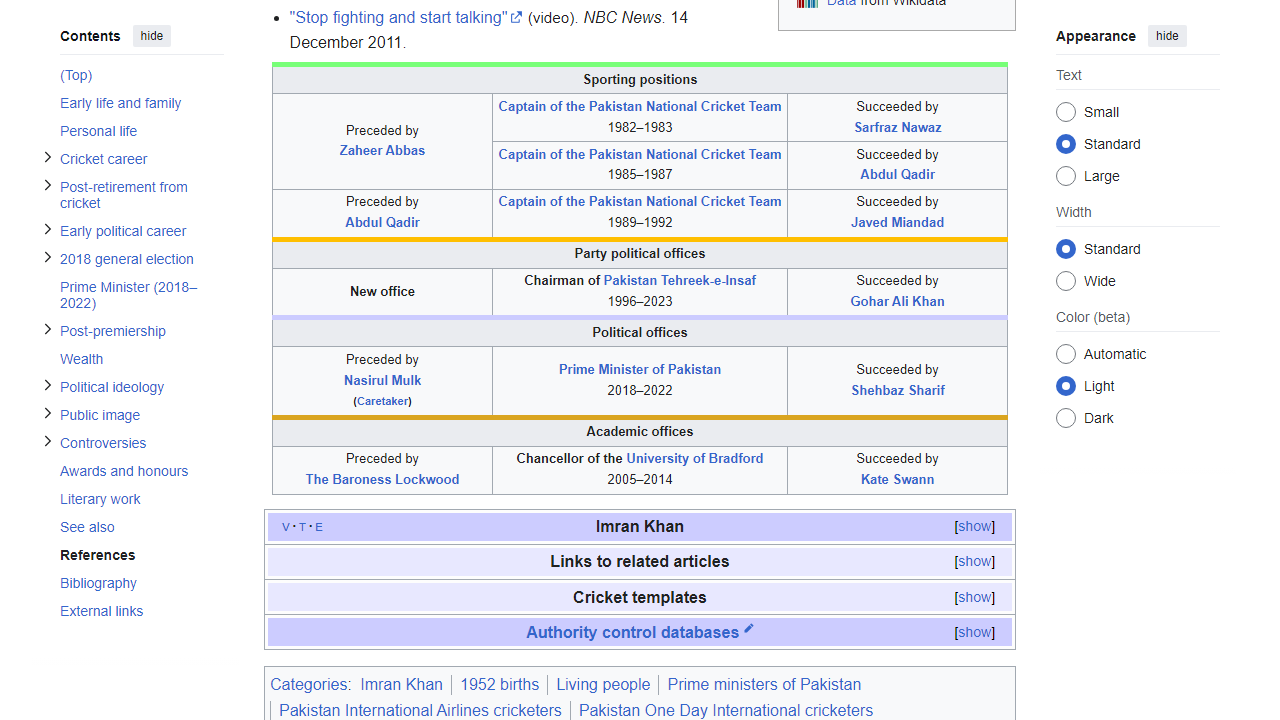 Contents hide
(Top)
Early life and family
Personal life
Cricket career
Post-retirement from
cricket
Early political career
2018 general election
Prime Minister (2018–
2022)
Post-premiership
Wealth
Political ideology
Public image
Controversies
Awards and honours
Literary work
See also
References
Bibliography
External links
Data from Wikidata
"Stop fighting and start talking" (video). NBC News. 14
December 2011.
Sporting positions
Preceded by
Zaheer Abbas
Captain of the Pakistan National Cricket Team
1982–1983
Succeeded by
Sarfraz Nawaz
Captain of the Pakistan National Cricket Team
1985–1987
Succeeded by
Abdul Qadir
Preceded by
Abdul Qadir
Captain of the Pakistan National Cricket Team
1989–1992
Succeeded by
Javed Miandad
Party political offices
New office
Chairman of Pakistan Tehreek-e-Insaf
1996–2023
Succeeded by
Gohar Ali Khan
Political offices
Preceded by
Nasirul Mulk
(Caretaker)
Prime Minister of Pakistan
2018–2022
Succeeded by
Shehbaz Sharif
Academic offices
Preceded by
The Baroness Lockwood
Chancellor of the University of Bradford
2005–2014
Succeeded by
Kate Swann
V · T · E Imran Khan [show]
Links to related articles [show]
Cricket templates [show]
Authority control databases [show]
Categories: Imran Khan | 1952 births | Living people | Prime ministers of Pakistan
| Pakistan International Airlines cricketers | Pakistan One Day International cricketers
Appearance hide
Text
Small
Standard
Large
Width
Standard
Wide
Color (beta)
Automatic
Light
Dark